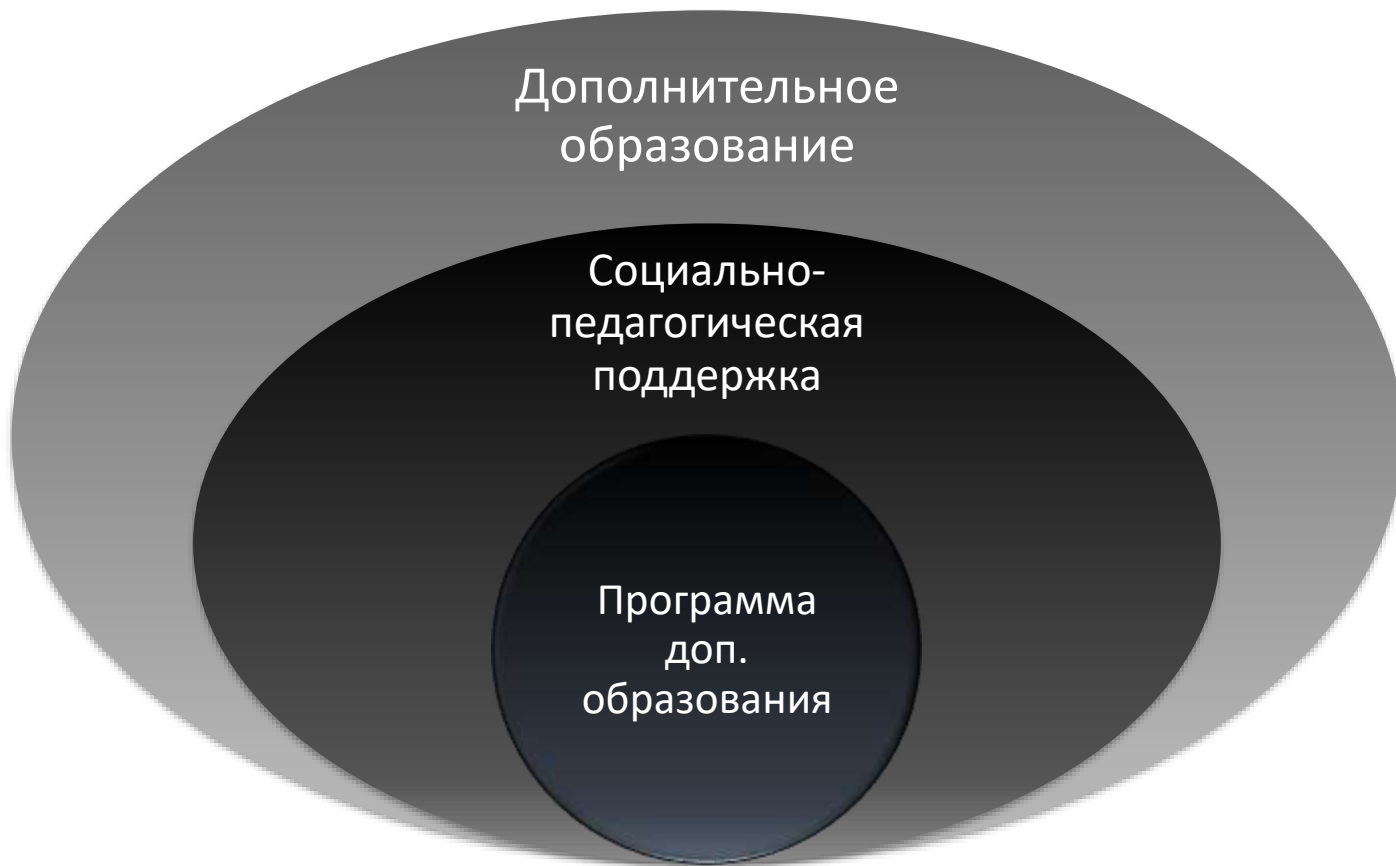 Дополнительное
образование
Социально-
педагогическая
поддержка
Программа
доп.
образования